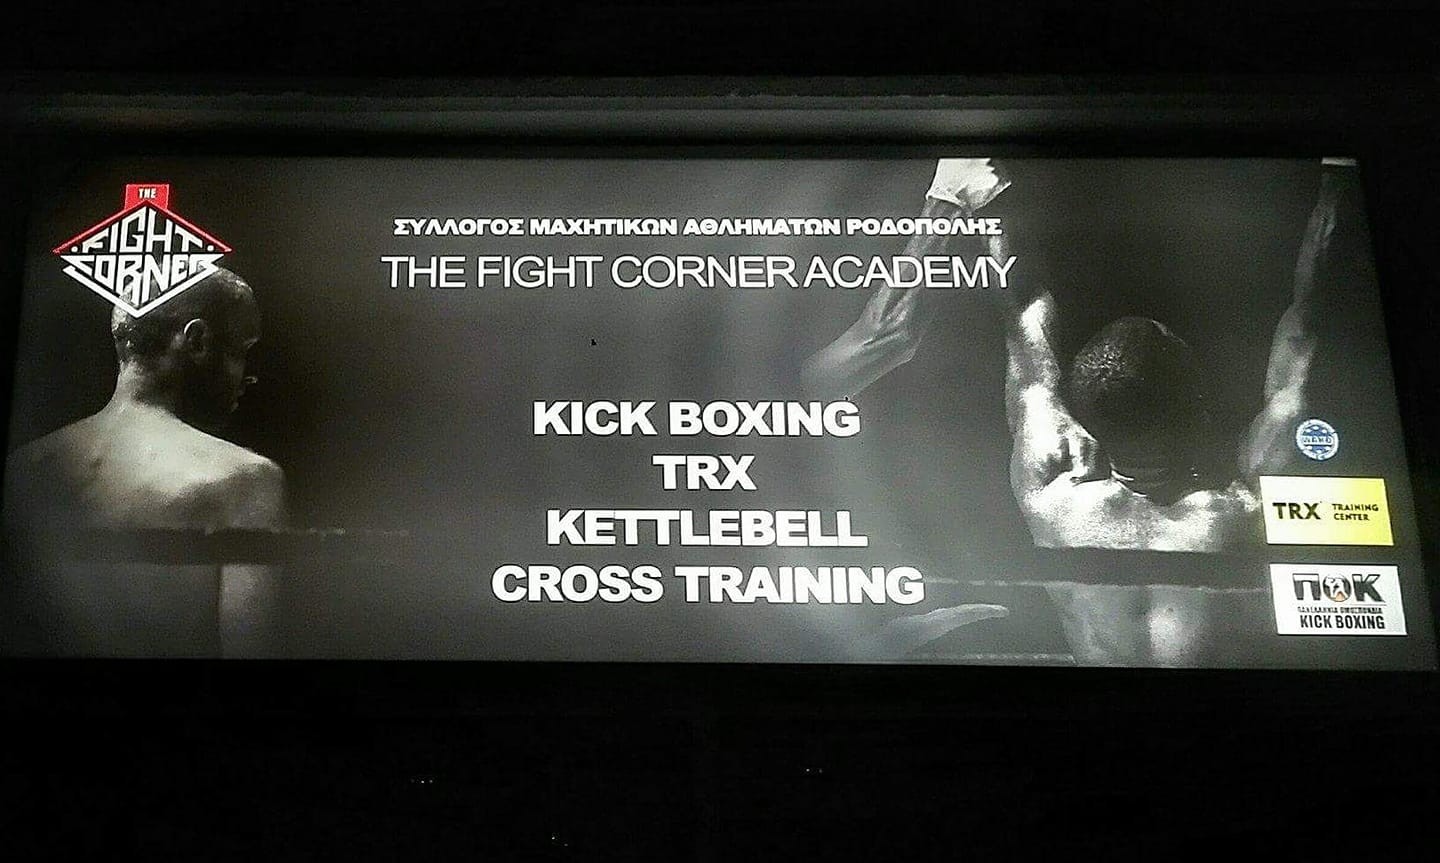 THE
FIGHT
CORNER
ΣΥΛΛΟΓΟΣ ΜΑΧΗΤΙΚΩΝ ΑΘΛΗΜΑΤΩΝ ΡΟΔΟΠΟΛΗΣ
THE FIGHT CORNER ACADEMY
KICK BOXING
TRX
KETTLEBELL
CROSS TRAINING
WAKO
TRX TRAINING
CENTER
ΠΟΚ
ΠΑΝΕΛΛΗΝΙΑ ΟΜΟΣΠΟΝΔΙΑ
KICK BOXING